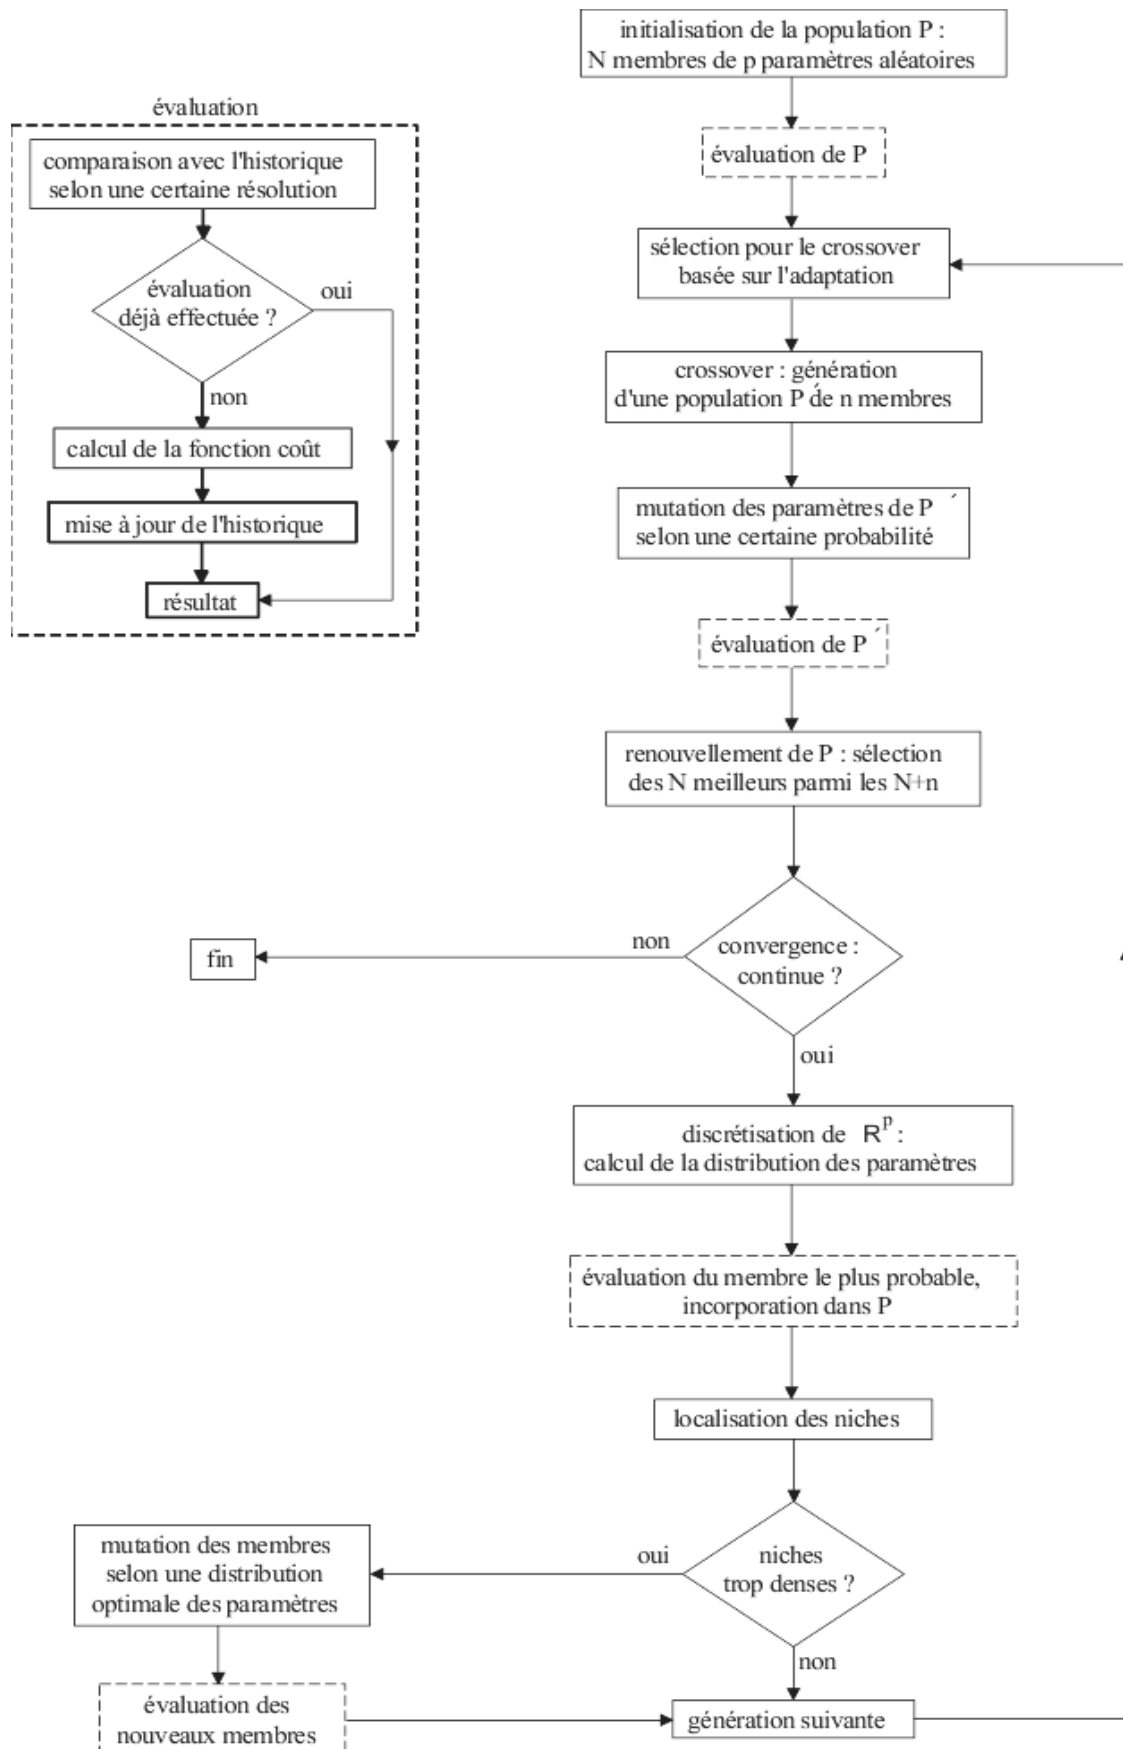 initialisation de la population P :
N membres de p paramètres aléatoires
évaluation de P
sélection pour le crossover
basée sur l'adaptation
crossover : génération
d'une population P ́de n membres
mutation des paramètres de P ´
selon une certaine probabilité
évaluation de P ´
renouvellement de P : sélection
des N meilleurs parmi les N+n
convergence :
continue ?
non
fin
oui
discrétisation de R^p :
calcul de la distribution des paramètres
évaluation du membre le plus probable,
incorporation dans P
localisation des niches
niches
trop denses ?
oui
mutation des membres
selon une distribution
optimale des paramètres
évaluation des
nouveaux membres
non
génération suivante
évaluation
comparaison avec l'historique
selon une certaine résolution
évaluation
déjà effectuée ?
oui
non
calcul de la fonction coût
mise à jour de l'historique
résultat